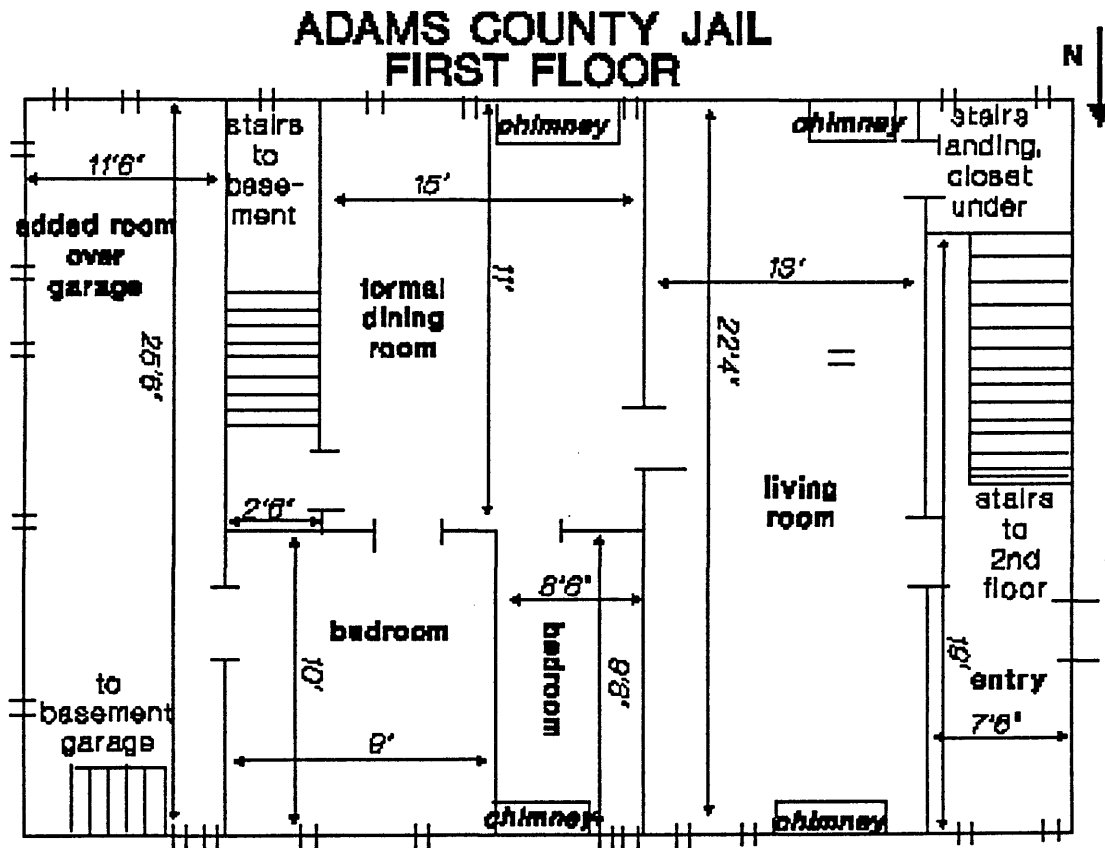 ADAMS COUNTY JAIL
FIRST FLOOR
N
stairs
to
base-
ment
chimney
chimney
stairs
landing,
closet
under
11'6"
15'
added room
over
garage
11'
13'
formal
dining
room
25'6"
22'4"
living
room
stairs
to
2nd
floor
2'6"
8'6"
bedroom
bedroom
10'
9'8"
19'
entry
to
basement
garage
9'
7'6"
chimney
chimney